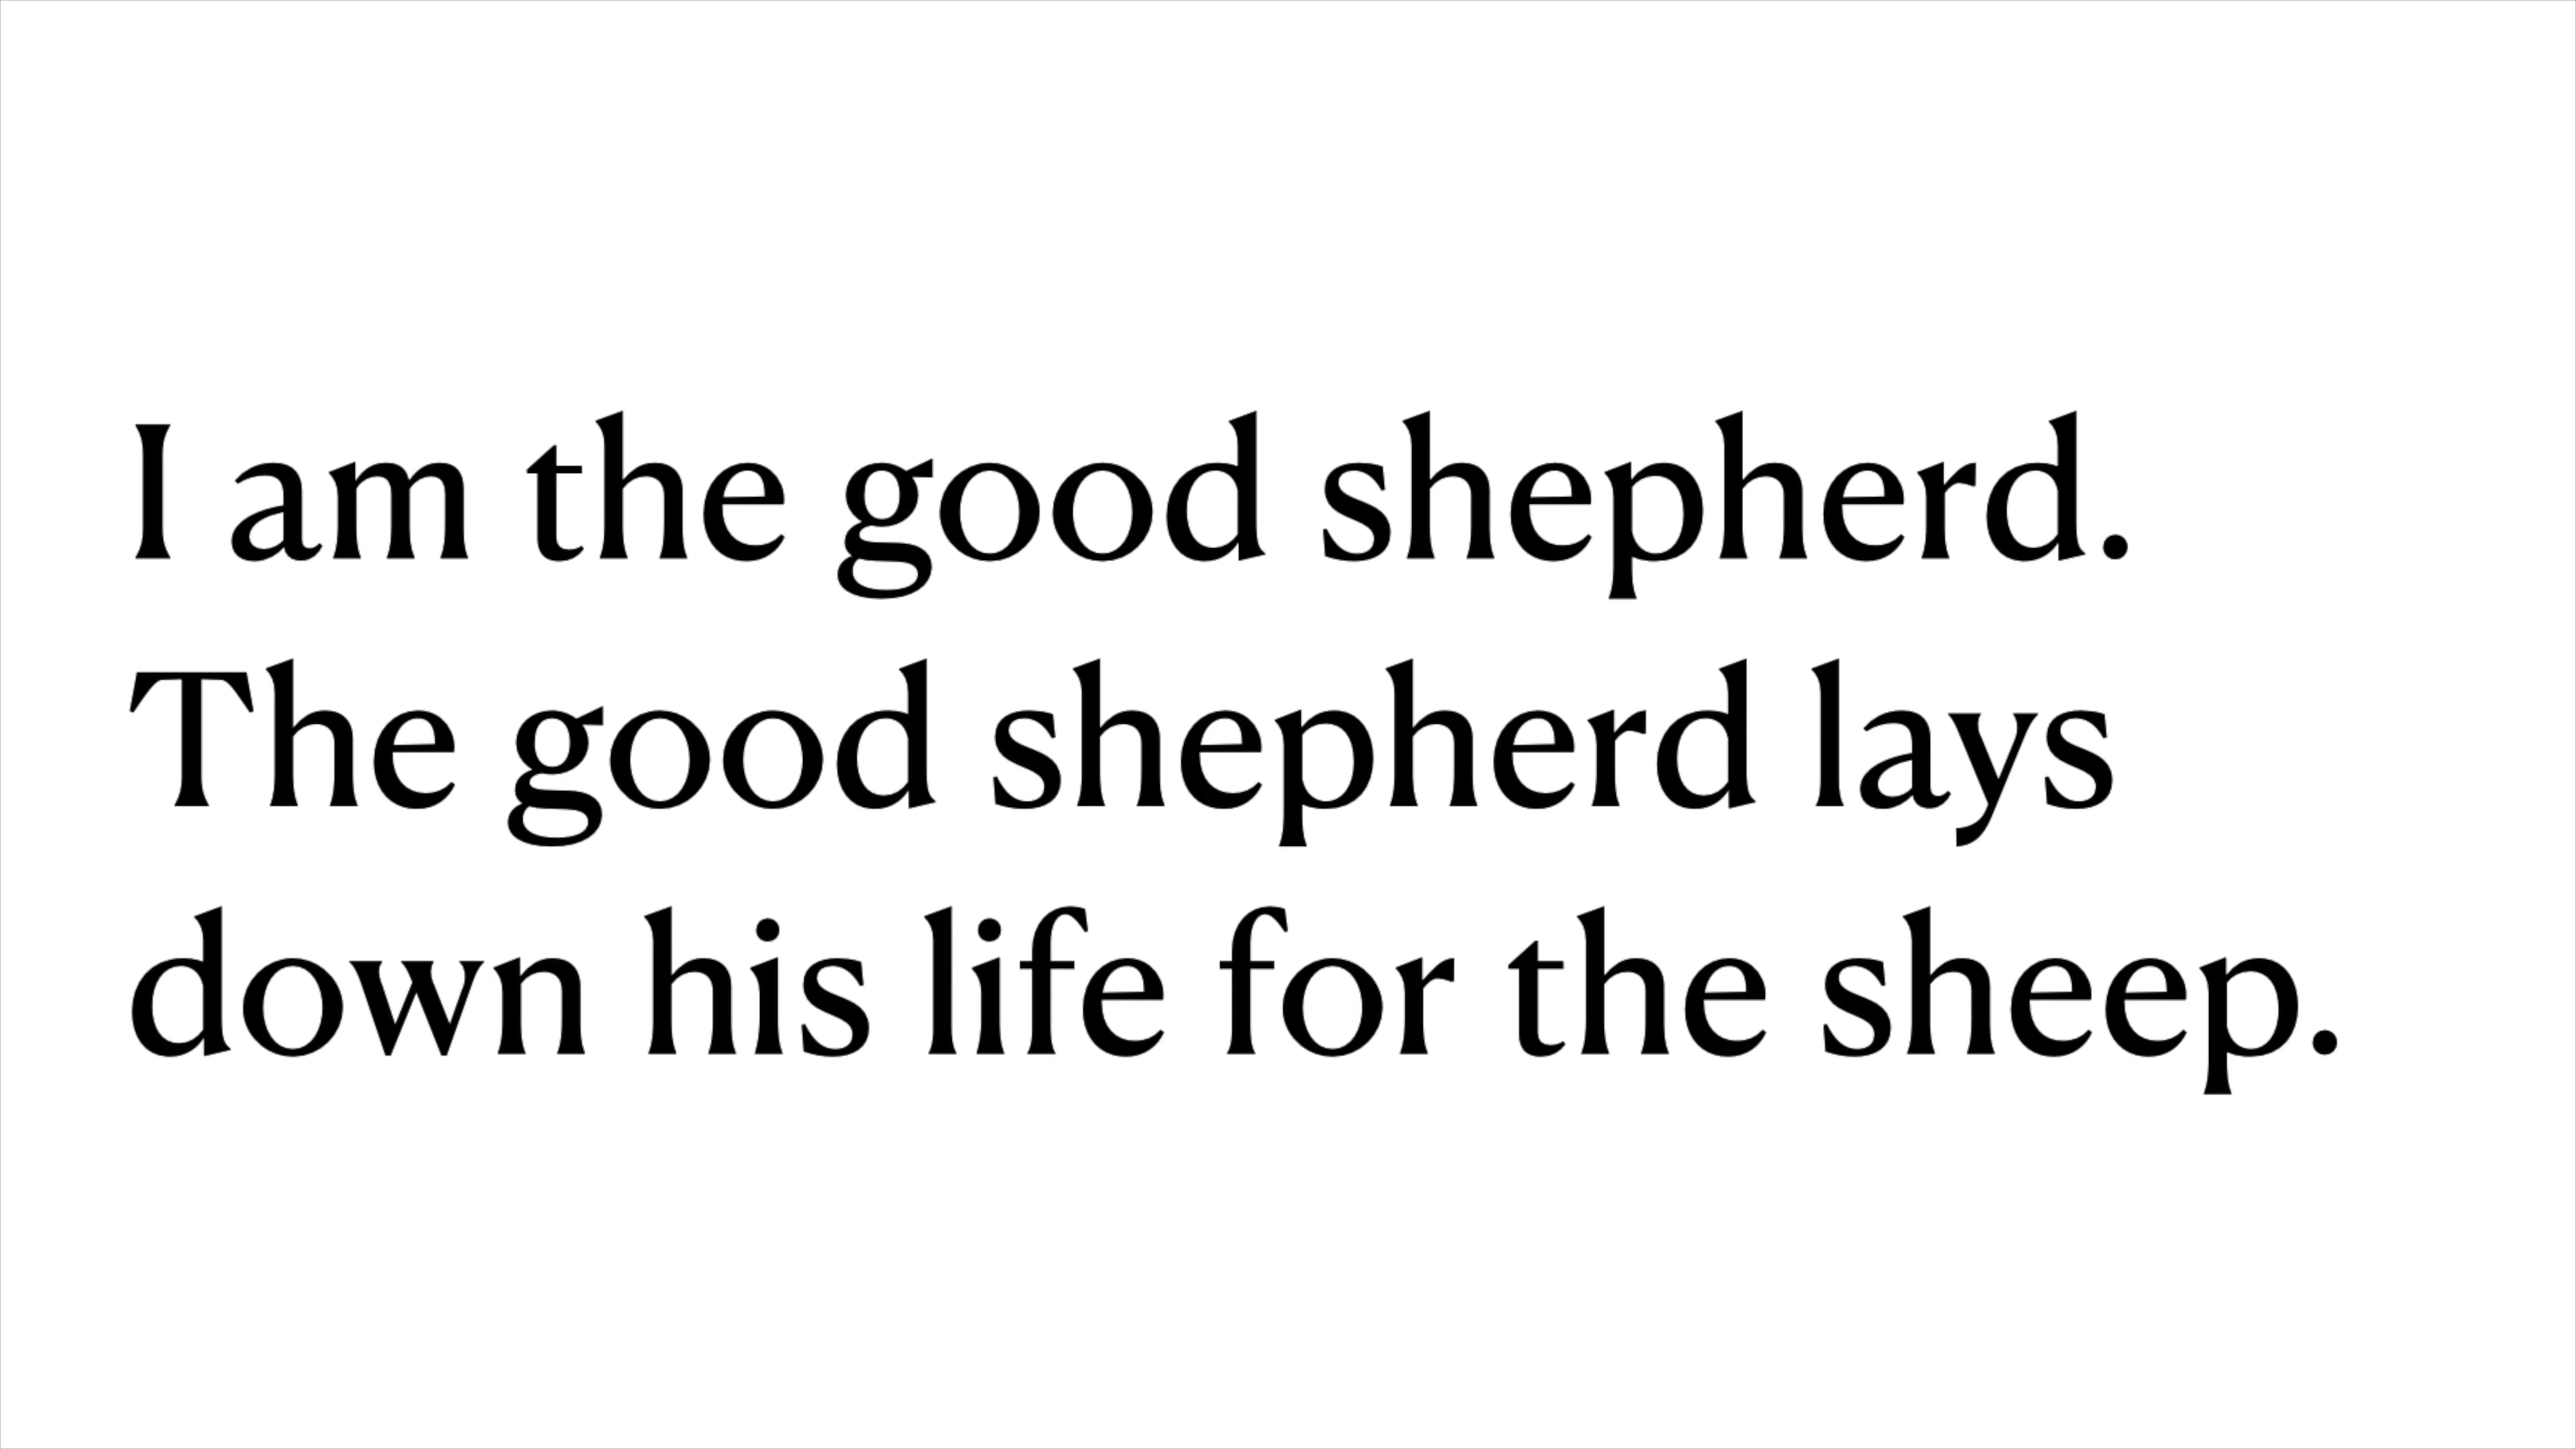 I am the good shepherd.
The good shepherd lays
down his life for the sheep.